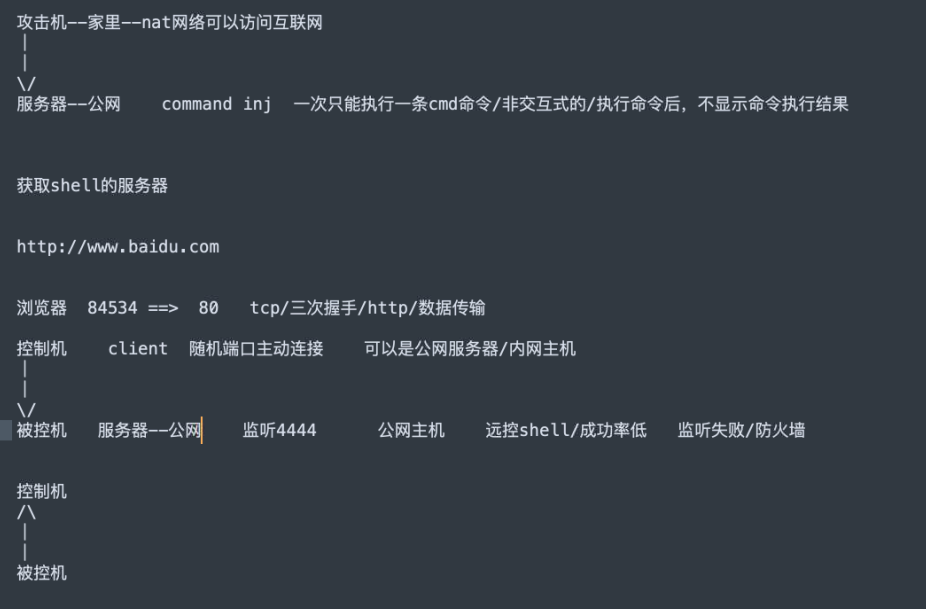 攻击机--家里--nat网络可以访问互联网
|
|
\/
服务器--公网 command inj 一次只能执行一条cmd命令/非交互式的/执行命令后，不显示命令执行结果
获取shell的服务器
http://www.baidu.com
浏览器 84534 ==> 80 tcp/三次握手/http/数据传输
控制机 client 随机端口主动连接 可以是公网服务器/内网主机
|
|
\/
被控机 服务器--公网 监听4444 公网主机 远控shell/成功率低 监听失败/防火墙
控制机
/\
|
|
被控机